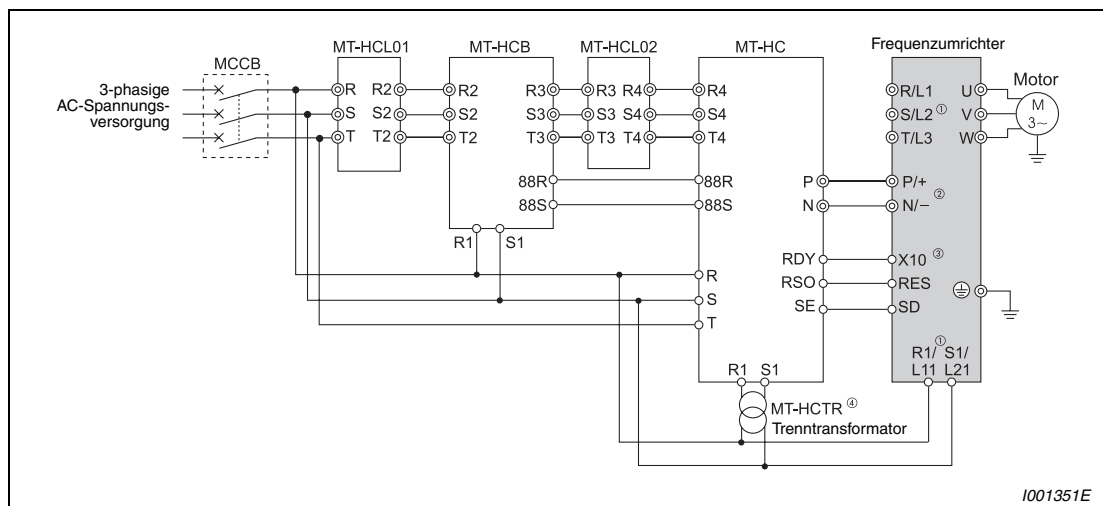 MT-HCL01 MT-HCB MT-HCL02 MT-HC Frequenzumrichter
MCCB Motor
3-phasige
AC-Spannungs-
versorgung
R R2 R2 R3 R3 R4 R4 R/L1 U
S S2 S2 S3 S3 S4 S4 S/L2 ① V
T T2 T2 T3 T3 T4 T4 T/L3 W
M
3~
88R 88R P P/+
②
88S 88S N N/−
R1 S1
RDY X10 ③
R RSO RES
S SE SD
T
R1/ ① S1/
L11 L21
R1 S1
MT-HCTR ④
Trenntransformator
I001351E